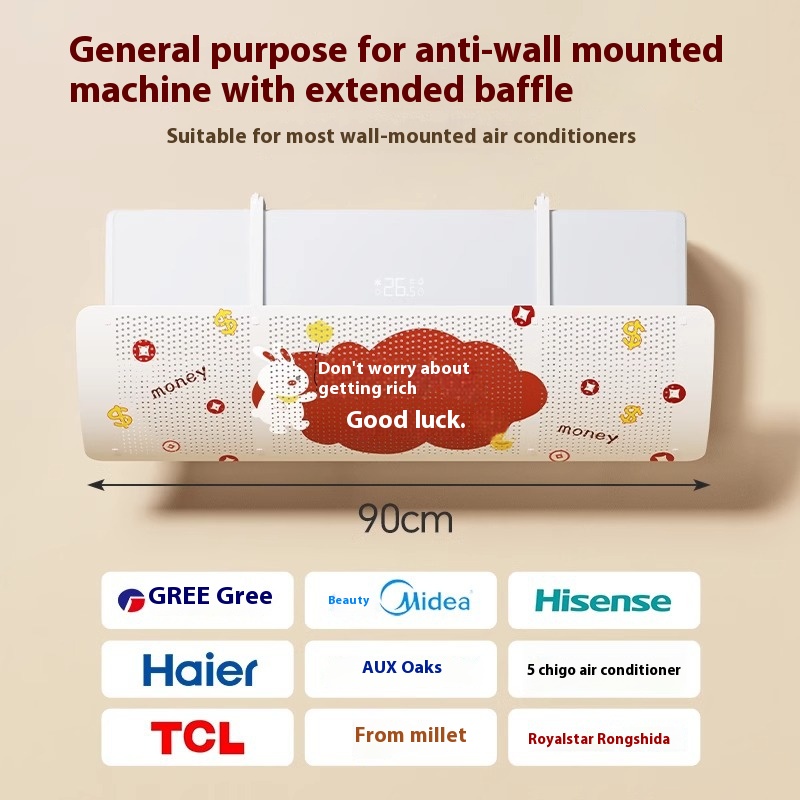 General purpose for anti-wall mounted
machine with extended baffle
Suitable for most wall-mounted air conditioners
26.5
money
Don't worry about
getting rich
Good luck.
money
90cm
GREE Gree
Beauty Midea
Hisense
Haier
AUX Oaks
5 chigo air conditioner
TCL
From millet
Royalstar Rongshida